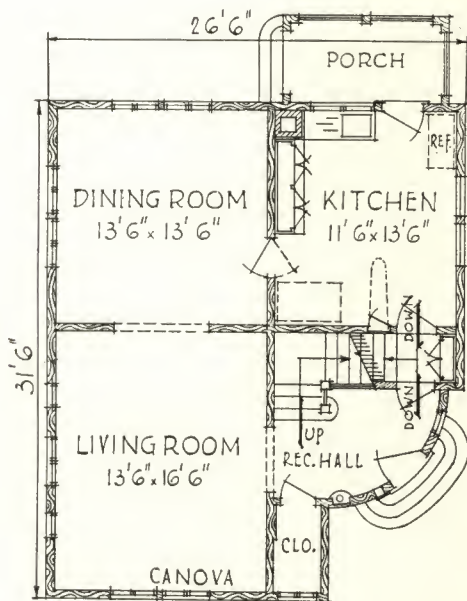 26'6"
PORCH
REF.
DINING ROOM
13'6" x 13'6"
KITCHEN
11'6" x 13'6"
31'6"
DOWN
DOWN
UP
LIVING ROOM
13'6" x 16'6"
REC. HALL
CLO.
CANOVA